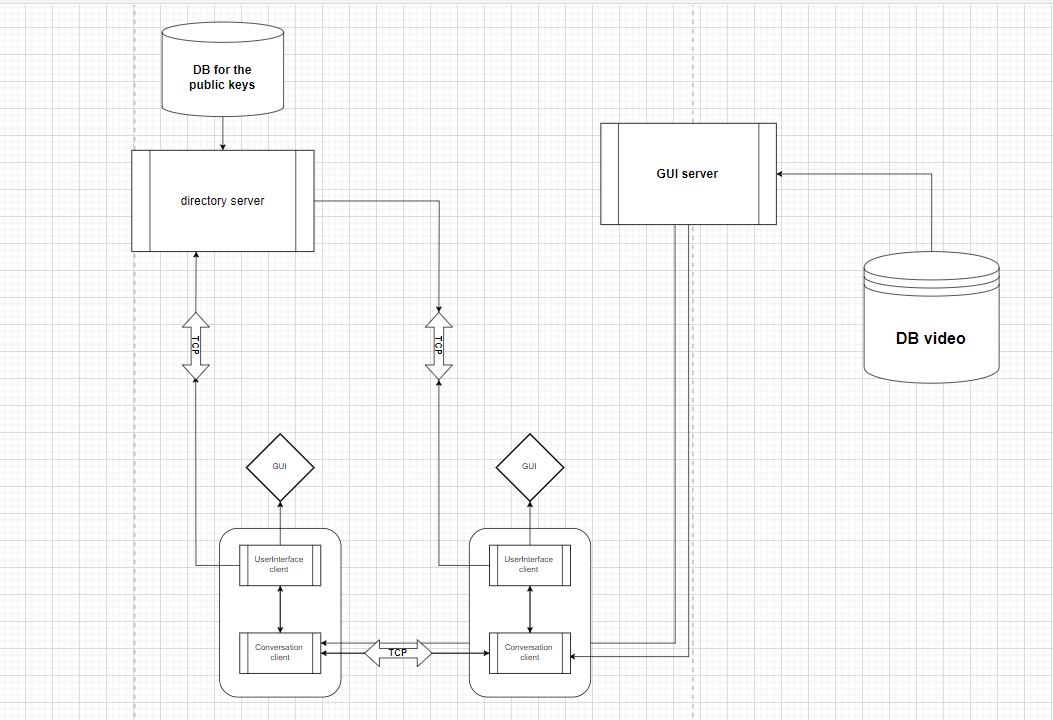 DB for the
public keys
directory server
GUI server
DB video
TCP
TCP
GUI
GUI
UserInterface
client
UserInterface
client
Conversation
client
TCP
Conversation
client